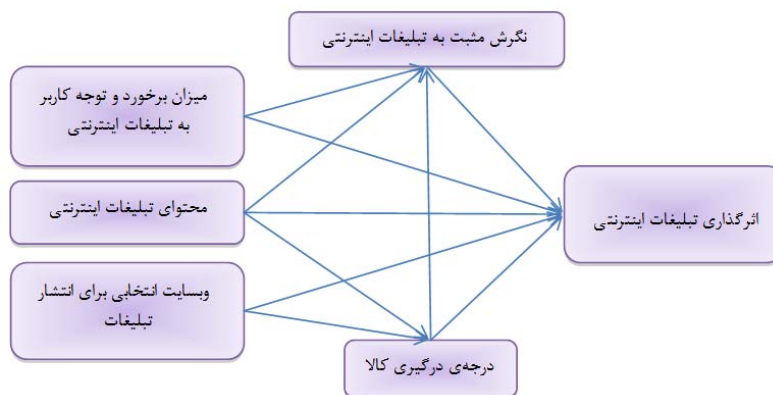 نگرش مثبت به تبلیغات اینترنتی
میزان برخورد و توجه کاربر
به تبلیغات اینترنتی
محتوای تبلیغات اینترنتی
اثرگذاری تبلیغات اینترنتی
وبسایت انتخابی برای انتشار
تبلیغات
درجه‌ی درگیری کالا